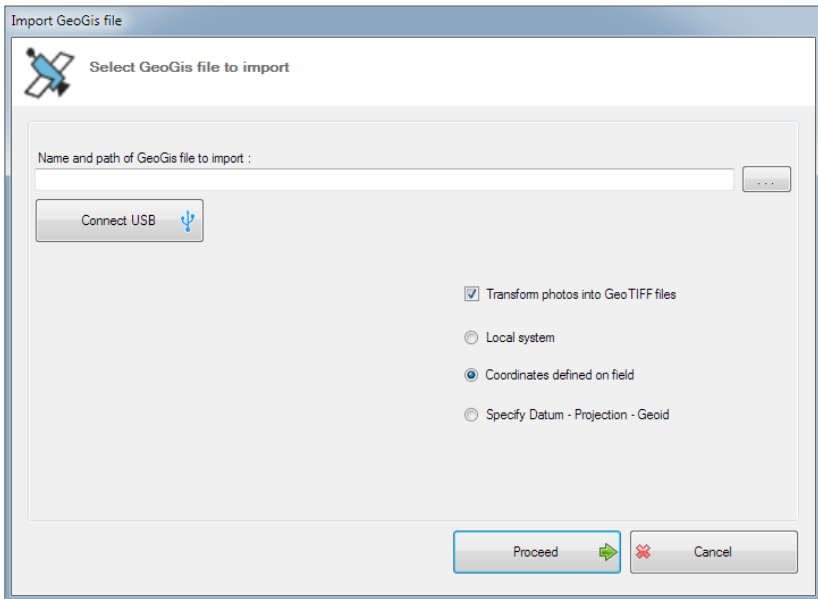 Import GeoGis file
Select GeoGis file to import
Name and path of GeoGis file to import :
...
Connect USB
Transform photos into GeoTIFF files
Local system
Coordinates defined on field
Specify Datum - Projection - Geoid
Proceed
Cancel